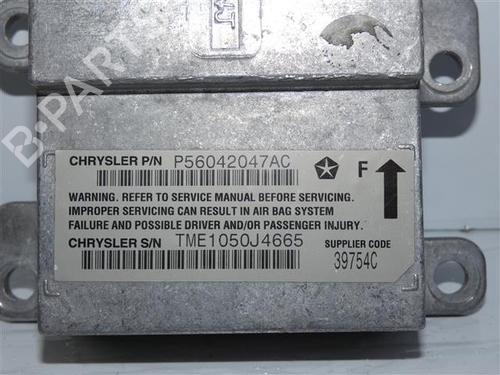 B-PARTS
WJ
CHRYSLER P/N P56042047AC
F
WARNING. REFER TO SERVICE MANUAL BEFORE SERVICING.
IMPROPER SERVICING CAN RESULT IN AIR BAG SYSTEM
FAILURE AND POSSIBLE DRIVER AND/OR PASSENGER INJURY.
CHRYSLER S/N TME1050J4665 SUPPLIER CODE
39754C